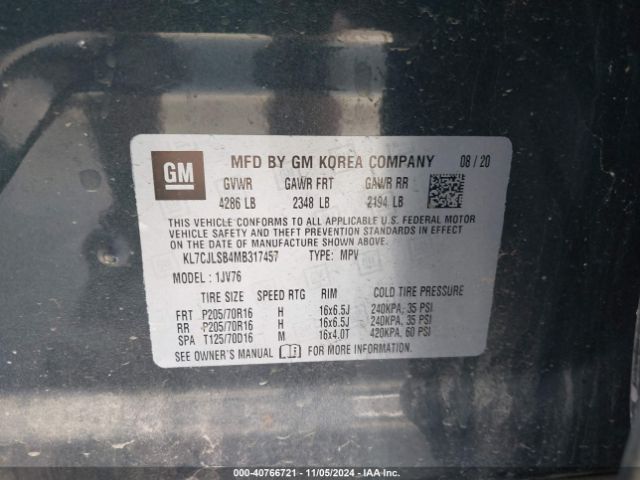 GM
MFD BY GM KOREA COMPANY 08 / 20
GVWR GAWR FRT GAWR RR
4286 LB 2348 LB 2194 LB
THIS VEHICLE CONFORMS TO ALL APPLICABLE U.S. FEDERAL MOTOR
VEHICLE SAFETY AND THEFT PREVENTION STANDARDS IN EFFECT
ON THE DATE OF MANUFACTURE SHOWN ABOVE.
KL7CJLSB4MB317457 TYPE: MPV
MODEL : 1JV76
TIRE SIZE SPEED RTG RIM COLD TIRE PRESSURE
FRT P205/70R16 H 16x6.5J 240KPA, 35 PSI
RR P205/70R16 H 16x6.5J 240KPA, 35 PSI
SPA T125/70D16 M 16x4.0T 420KPA, 60 PSI
SEE OWNER'S MANUAL FOR MORE INFORMATION.
000-40766721 - 11/05/2024 - IAA Inc.